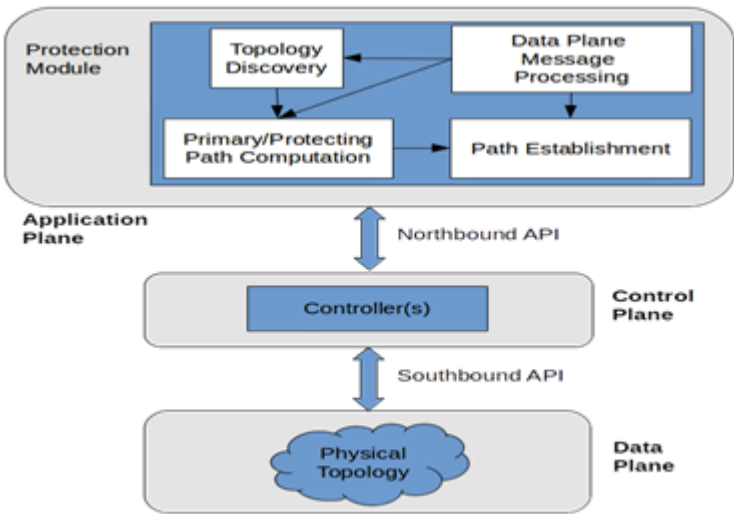 Protection
Module
Topology
Discovery
Data Plane
Message
Processing
Primary/Protecting
Path Computation
Path Establishment
Application
Plane
Northbound API
Controller(s)
Control
Plane
Southbound API
Physical
Topology
Data
Plane